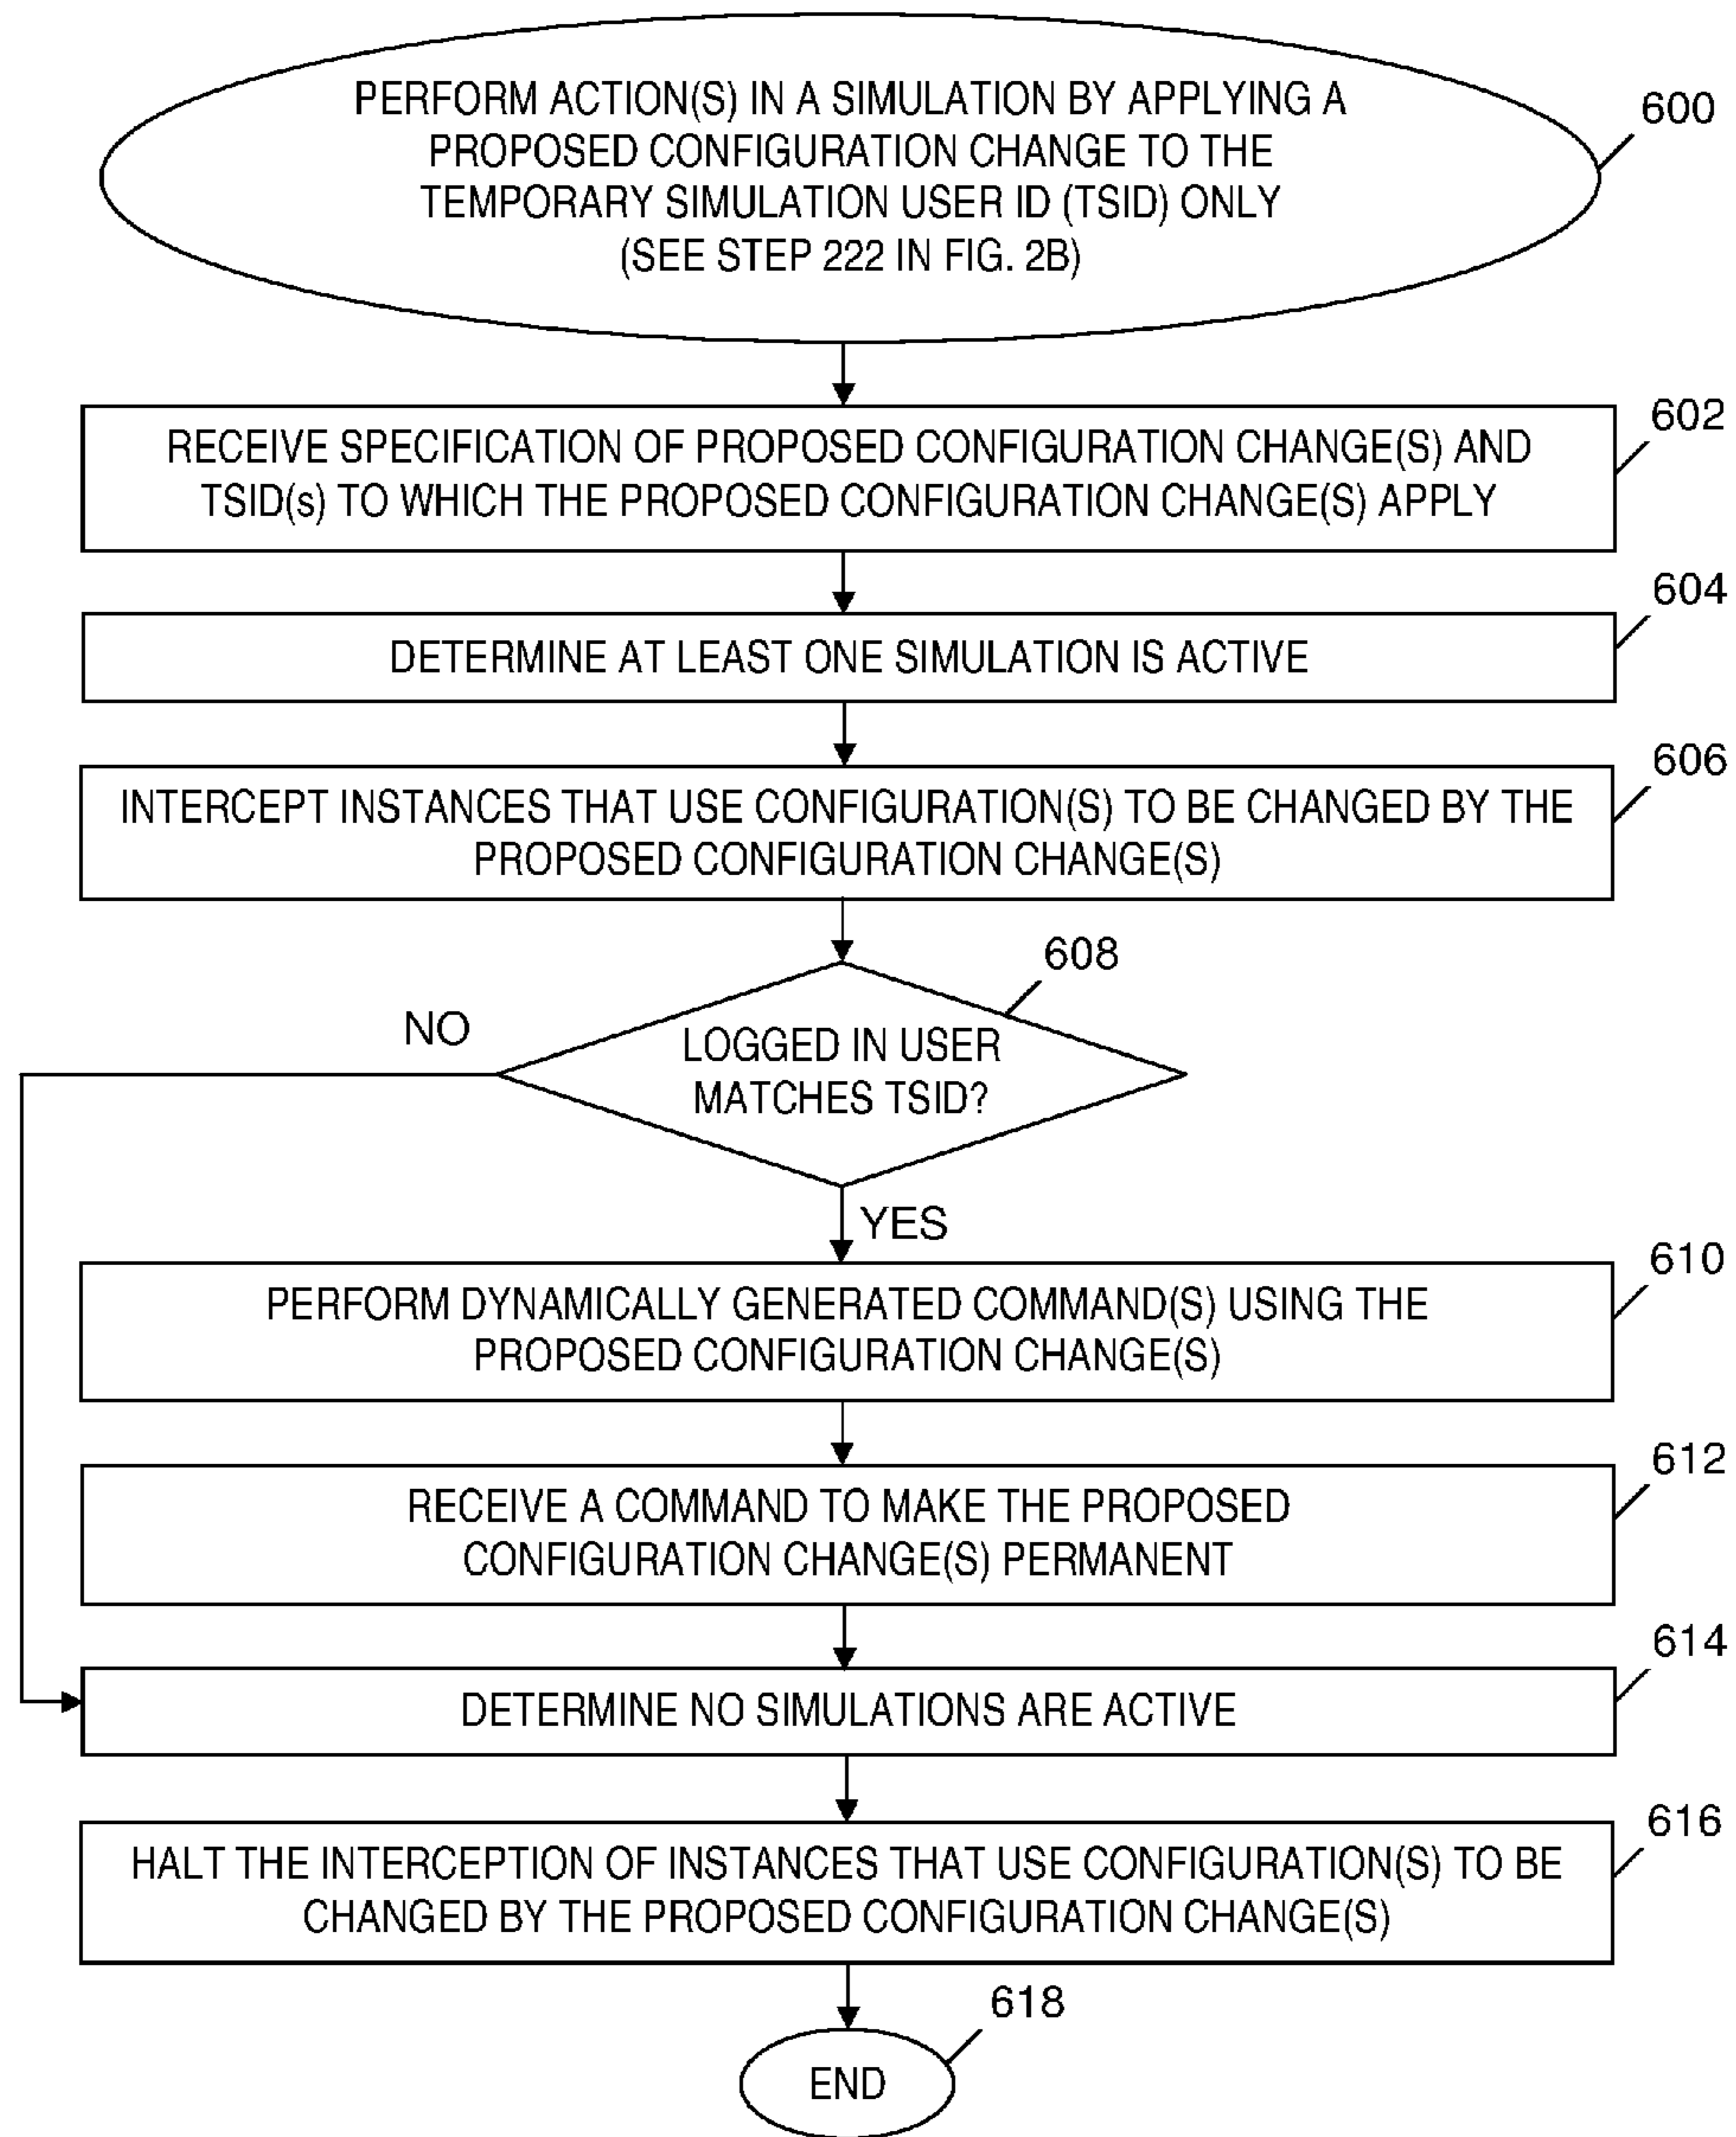 PERFORM ACTION(S) IN A SIMULATION BY APPLYING A
PROPOSED CONFIGURATION CHANGE TO THE
TEMPORARY SIMULATION USER ID (TSID) ONLY
(SEE STEP 222 IN FIG. 2B)
600
RECEIVE SPECIFICATION OF PROPOSED CONFIGURATION CHANGE(S) AND
TSID(s) TO WHICH THE PROPOSED CONFIGURATION CHANGE(S) APPLY
602
DETERMINE AT LEAST ONE SIMULATION IS ACTIVE
604
INTERCEPT INSTANCES THAT USE CONFIGURATION(S) TO BE CHANGED BY THE
PROPOSED CONFIGURATION CHANGE(S)
606
608
NO
LOGGED IN USER
MATCHES TSID?
YES
PERFORM DYNAMICALLY GENERATED COMMAND(S) USING THE
PROPOSED CONFIGURATION CHANGE(S)
610
RECEIVE A COMMAND TO MAKE THE PROPOSED
CONFIGURATION CHANGE(S) PERMANENT
612
DETERMINE NO SIMULATIONS ARE ACTIVE
614
HALT THE INTERCEPTION OF INSTANCES THAT USE CONFIGURATION(S) TO BE
CHANGED BY THE PROPOSED CONFIGURATION CHANGE(S)
616
618
END